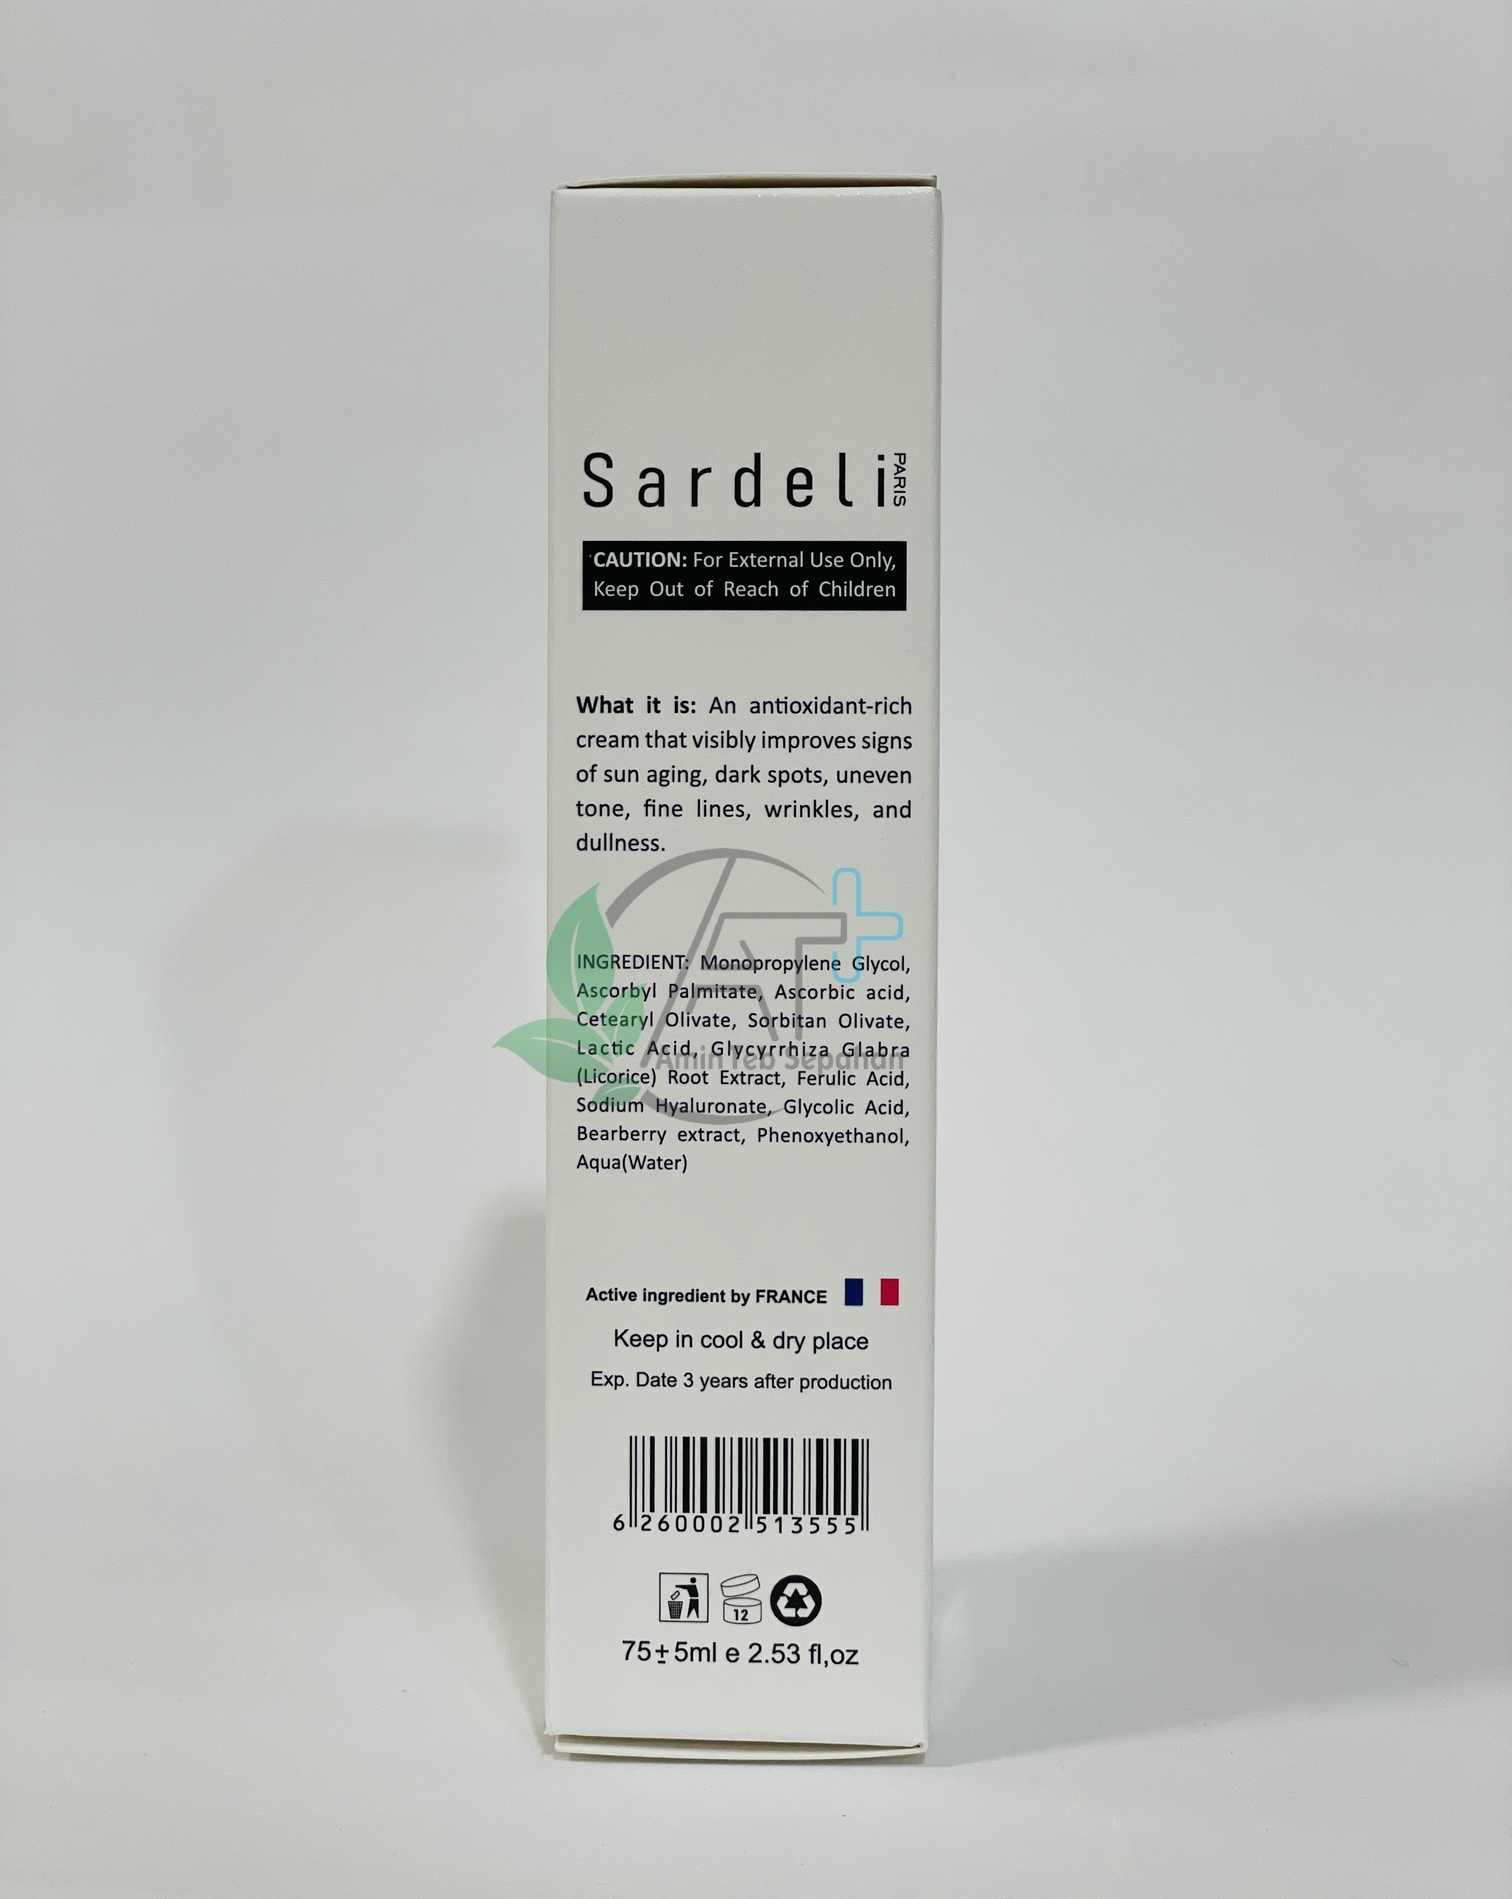 Sardeli PARIS
CAUTION: For External Use Only,
Keep Out of Reach of Children
What it is: An antioxidant-rich
cream that visibly improves signs
of sun aging, dark spots, uneven
tone, fine lines, wrinkles, and
dullness.
AT+
INGREDIENT: Monopropylene Glycol,
Ascorbyl Palmitate, Ascorbic acid,
Cetearyl Olivate, Sorbitan Olivate,
Lactic Acid, Glycyrrhiza Glabra
Amin Teb Sepahan
(Licorice) Root Extract, Ferulic Acid,
Sodium Hyaluronate, Glycolic Acid,
Bearberry extract, Phenoxyethanol,
Aqua(Water)
Active ingredient by FRANCE
Keep in cool & dry place
Exp. Date 3 years after production
6 260002 513555
12
75±5ml e 2.53 fl,oz